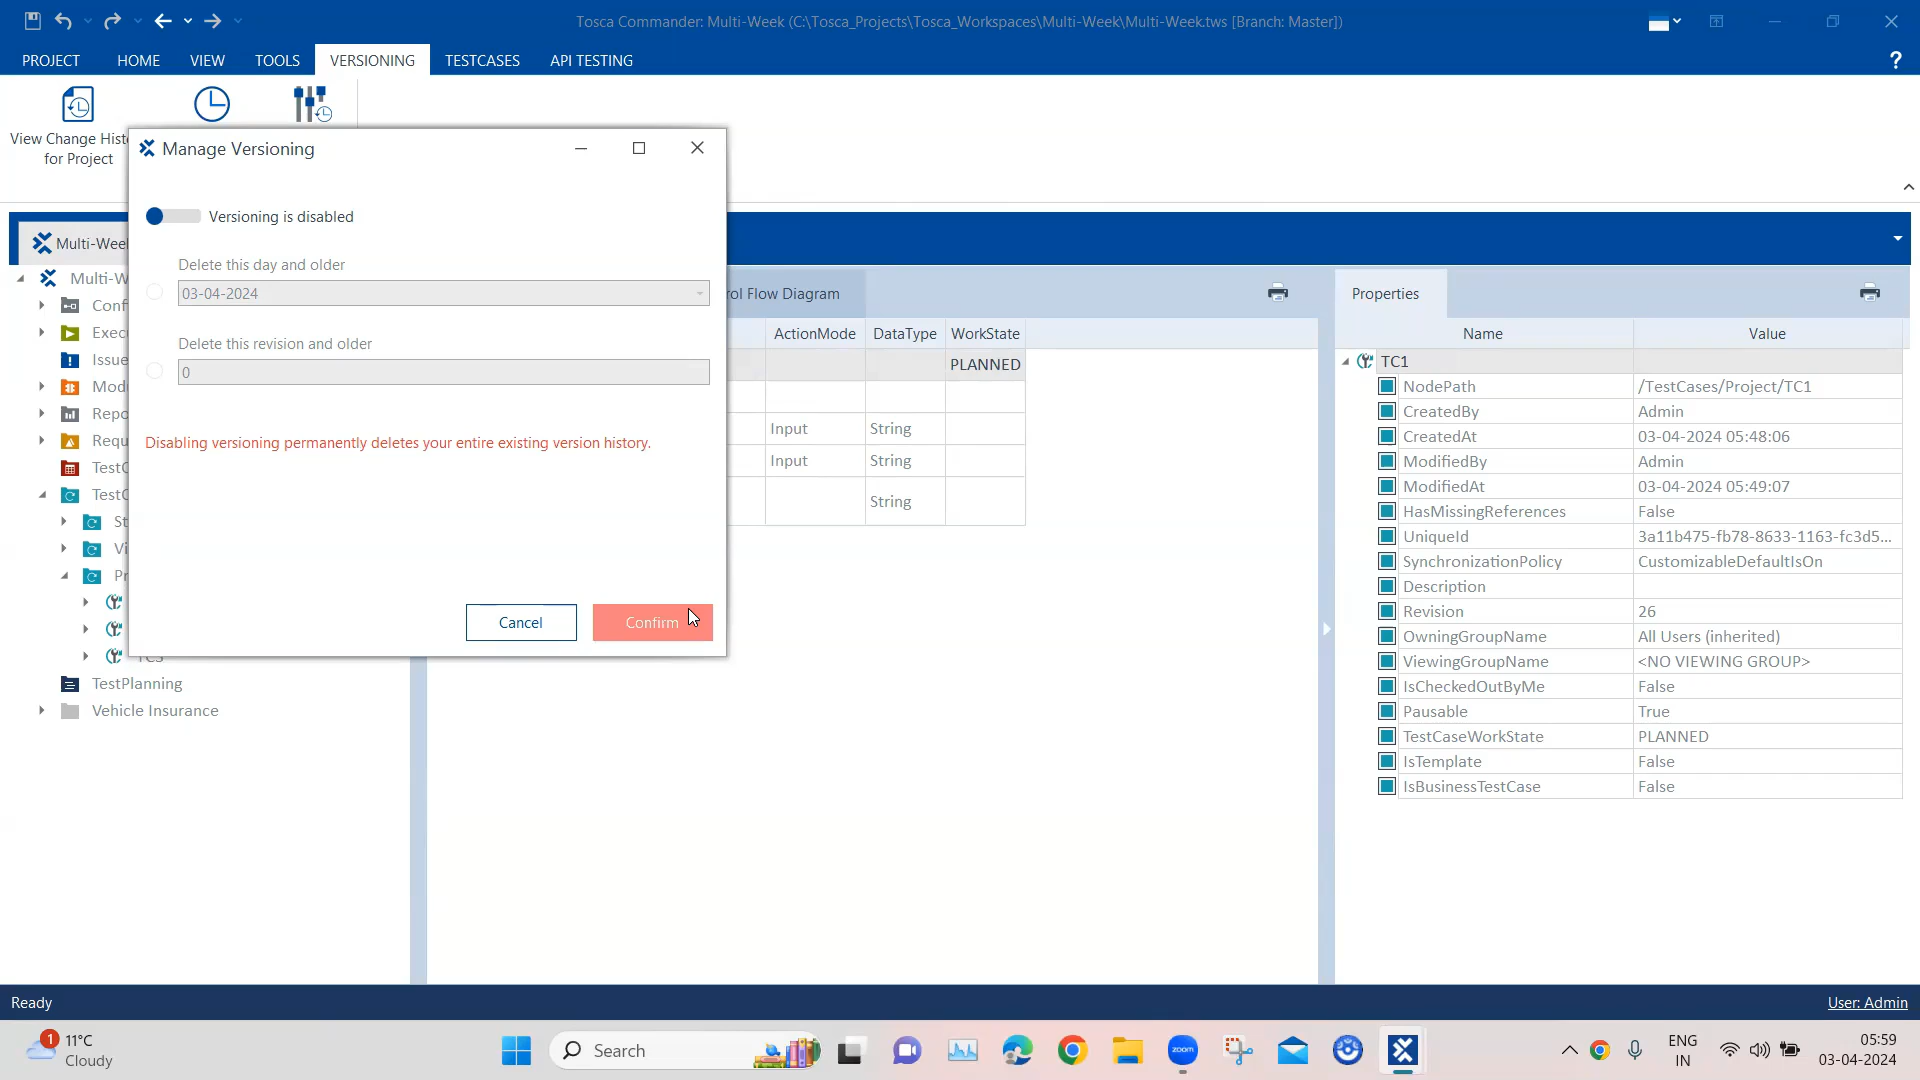 Tosca Commander: Multi-Week (C:\Tosca_Projects\Tosca_Workspaces\Multi-Week\Multi-Week.tws [Branch: Master])
PROJECT HOME VIEW TOOLS VERSIONING TESTCASES API TESTING ?
View Change Hist
for Project
Manage Versioning
Versioning is disabled
Delete this day and older
03-04-2024
Delete this revision and older
0
Disabling versioning permanently deletes your entire existing version history.
Cancel Confirm
Multi-Week
Multi-W
Conf
Exec
Issue
Modu
Repo
Requ
TestC
TestC
St
Vi
Pr
TestPlanning
Vehicle Insurance
rol Flow Diagram
ActionMode DataType WorkState
PLANNED
Input String
Input String
String
Properties
Name Value
TC1
NodePath /TestCases/Project/TC1
CreatedBy Admin
CreatedAt 03-04-2024 05:48:06
ModifiedBy Admin
ModifiedAt 03-04-2024 05:49:07
HasMissingReferences False
UniqueId 3a11b475-fb78-8633-1163-fc3d5...
SynchronizationPolicy CustomizableDefaultIsOn
Description
Revision 26
OwningGroupName All Users (inherited)
ViewingGroupName <NO VIEWING GROUP>
IsCheckedOutByMe False
Pausable True
TestCaseWorkState PLANNED
IsTemplate False
IsBusinessTestCase False
Ready User: Admin
1 11°C
Cloudy
Search
zoom
ENG
IN
05:59
03-04-2024